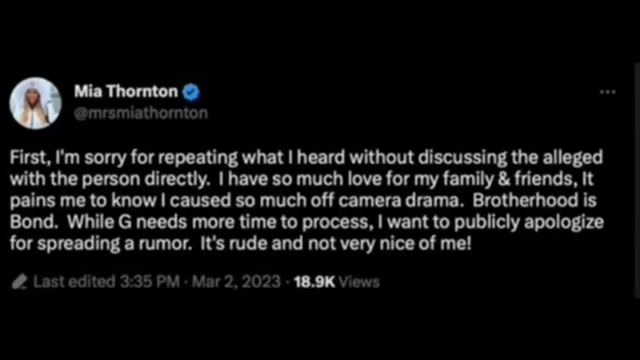 Mia Thornton
@mrsmiathornton
First, I'm sorry for repeating what I heard without discussing the alleged
with the person directly.  I have so much love for my family & friends, It
pains me to know I caused so much off camera drama.  Brotherhood is
Bond.  While G needs more time to process, I want to publicly apologize
for spreading a rumor.  It's rude and not very nice of me!
Last edited 3:35 PM · Mar 2, 2023 · 18.9K Views